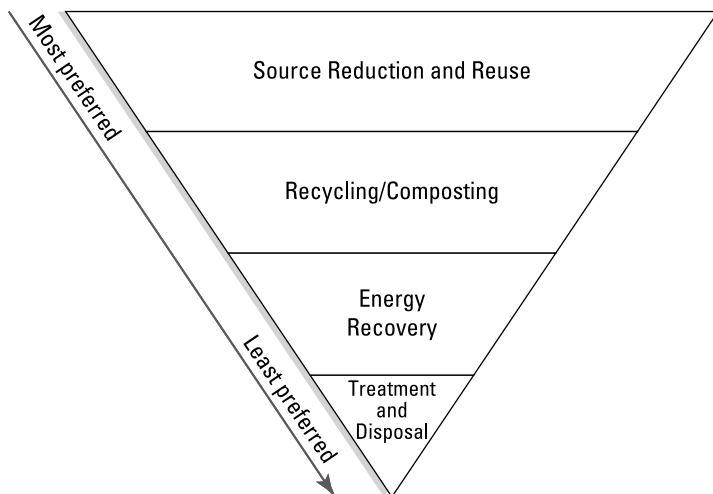 Most preferred
Source Reduction and Reuse
Recycling/Composting
Energy
Recovery
Least preferred
Treatment
and
Disposal